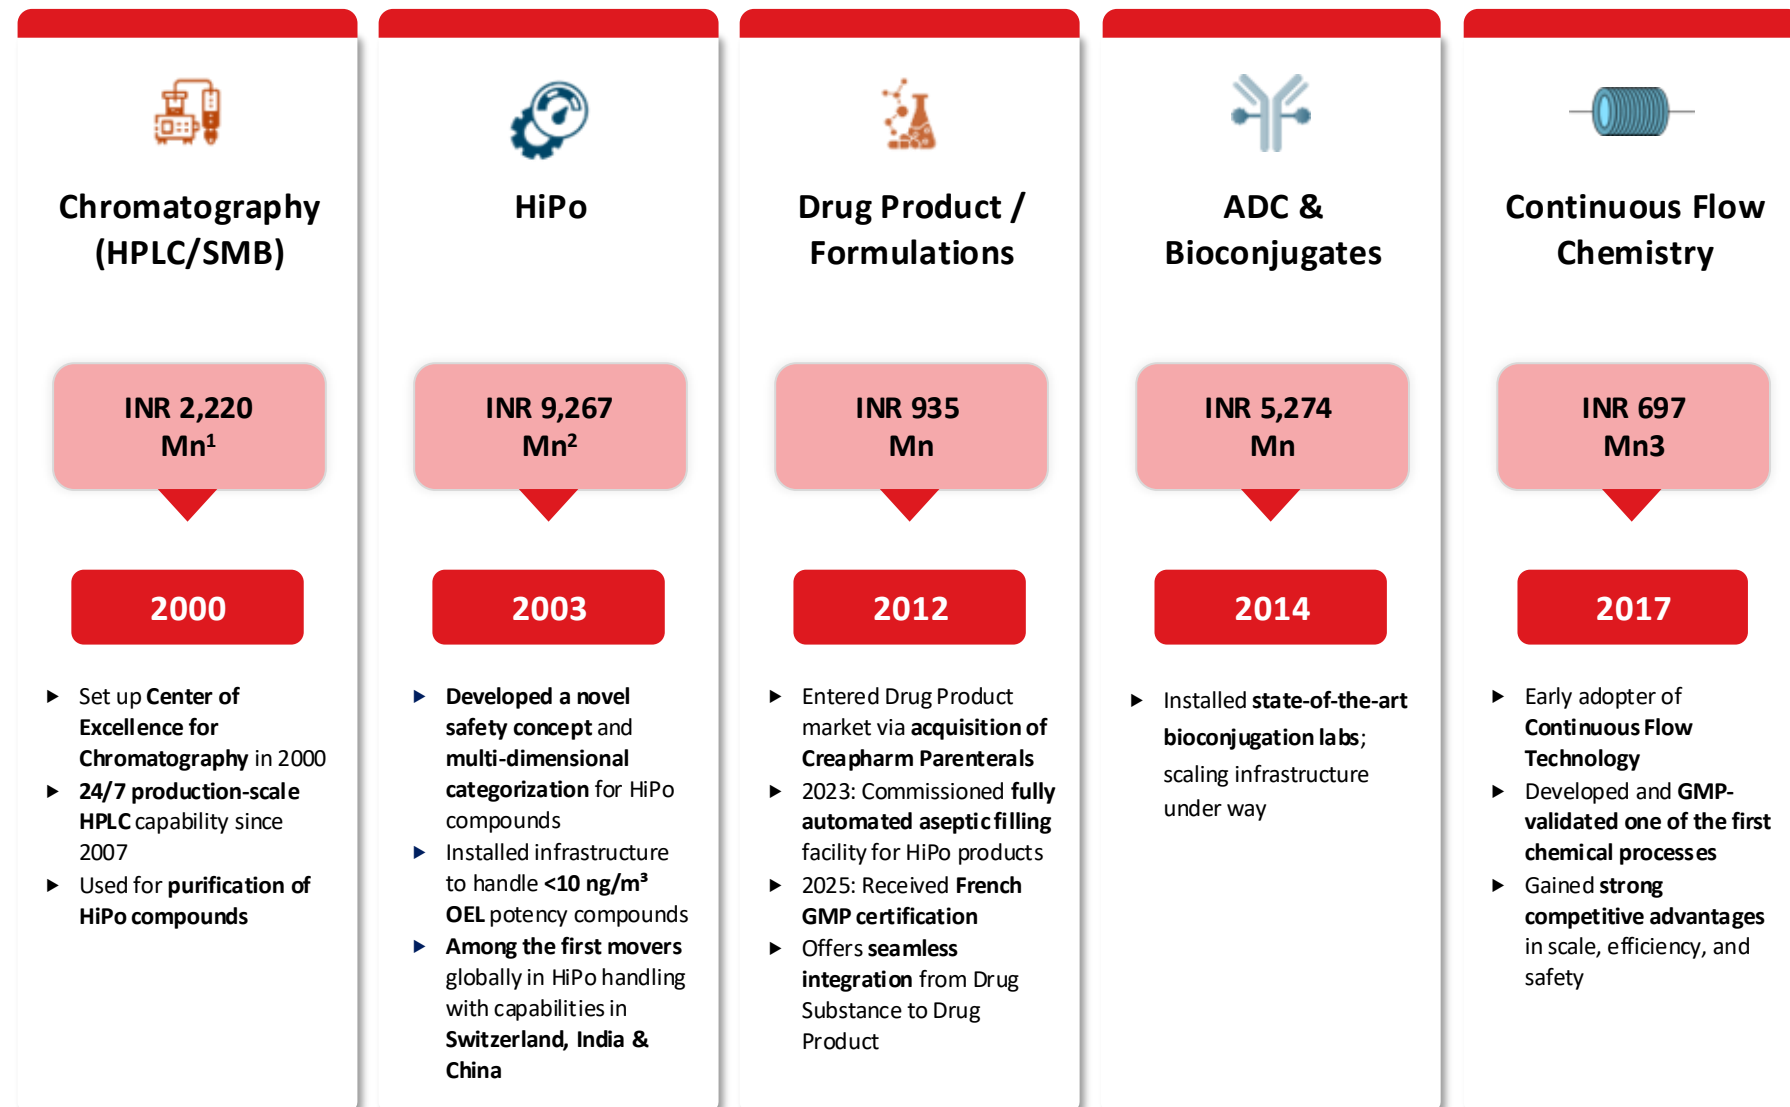 Chromatography
(HPLC/SMB)
INR 2,220
Mn¹
2000
▶ Set up Center of
Excellence for
Chromatography in 2000
▶ 24/7 production-scale
HPLC capability since
2007
▶ Used for purification of
HiPo compounds
HiPo
INR 9,267
Mn²
2003
▶ Developed a novel
safety concept and
multi-dimensional
categorization for HiPo
compounds
▶ Installed infrastructure
to handle <10 ng/m³
OEL potency compounds
▶ Among the first movers
globally in HiPo handling
with capabilities in
Switzerland, India &
China
Drug Product /
Formulations
INR 935
Mn
2012
▶ Entered Drug Product
market via acquisition of
Creapharm Parenterals
▶ 2023: Commissioned fully
automated aseptic filling
facility for HiPo products
▶ 2025: Received French
GMP certification
▶ Offers seamless
integration from Drug
Substance to Drug
Product
ADC &
Bioconjugates
INR 5,274
Mn
2014
▶ Installed state-of-the-art
bioconjugation labs;
scaling infrastructure
under way
Continuous Flow
Chemistry
INR 697
Mn3
2017
▶ Early adopter of
Continuous Flow
Technology
▶ Developed and GMP-
validated one of the first
chemical processes
▶ Gained strong
competitive advantages
in scale, efficiency, and
safety